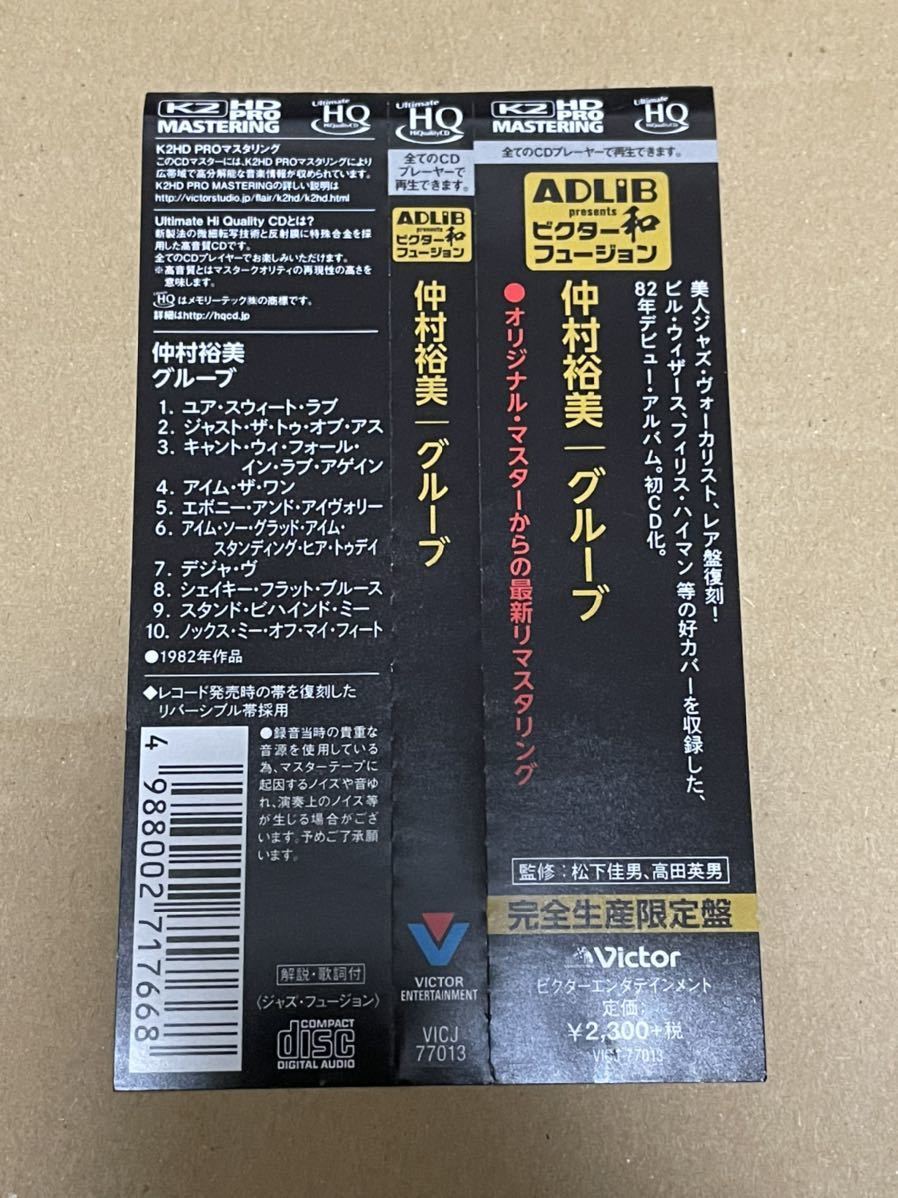 K2 HD PRO MASTERING
Ultimate HQ HiQualityCD
K2HD PROマスタリング
このCDマスターには、K2HD PROマスタリングにより
広帯域で高分解能な音楽情報が収められています。
K2HD PRO MASTERINGの詳しい説明は
http://victorstudio.jp/flair/k2hd/k2hd.html
Ultimate Hi Quality CDとは?
新製法の微細転写技術と反射膜に特殊合金を採
用した高音質CDです。
全てのCDプレイヤーでお楽しみいただけます。
※高音質とはマスタークオリティの再現性の高さを
意味します。
HQ はメモリーテック㈱の商標です。
詳細はhttp://hqcd.jp
仲村裕美
グルーブ
1. ユア・スウィート・ラブ
2. ジャスト・ザ・トゥ・オブ・アス
3. キャント・ウィ・フォール・
イン・ラブ・アゲイン
4. アイム・ザ・ワン
5. エボニー・アンド・アイヴォリー
6. アイム・ソー・グラッド・アイム・
スタンディング・ヒア・トゥデイ
7. デジャ・ヴ
8. シェイキー・フラット・ブルース
9. スタンド・ビハインド・ミー
10. ノックス・ミー・オフ・マイ・フィート
●1982年作品
◆レコード発売時の帯を復刻した
リバーシブル帯採用
●録音当時の貴重な
音源を使用している
為、マスターテープに
起因するノイズや音ゆ
れ、演奏上のノイズ等
が生じる場合がござ
います。予めご了承願
います。
4 988002 717668
解説・歌詞付
〈ジャズ・フュージョン〉
COMPACT
disc
DIGITAL AUDIO
Ultimate HQ HiQualityCD
全てのCD
プレーヤーで
再生できます。
ADLiB
presents
ビクター和
フュージョン
仲村裕美|グルーブ
VICTOR
ENTERTAINMENT
VICJ
77013
K2 HD PRO MASTERING
Ultimate HQ HiQualityCD
全てのCDプレーヤーで再生できます。
ADLiB
presents
ビクター和
フュージョン
美人ジャズ・ヴォーカリスト、レア盤復刻!
ビル・ウィザース、フィリス・ハイマン 等の好カバーを収録した、
82年デビュー・アルバム。初CD化。
仲村裕美|グルーブ
●オリジナル・マスターからの最新リマスタリング
監修:松下佳男、高田英男
完全生産限定盤
Victor
ビクターエンタテインメント
定価:
¥2,300+税
VICJ-77013